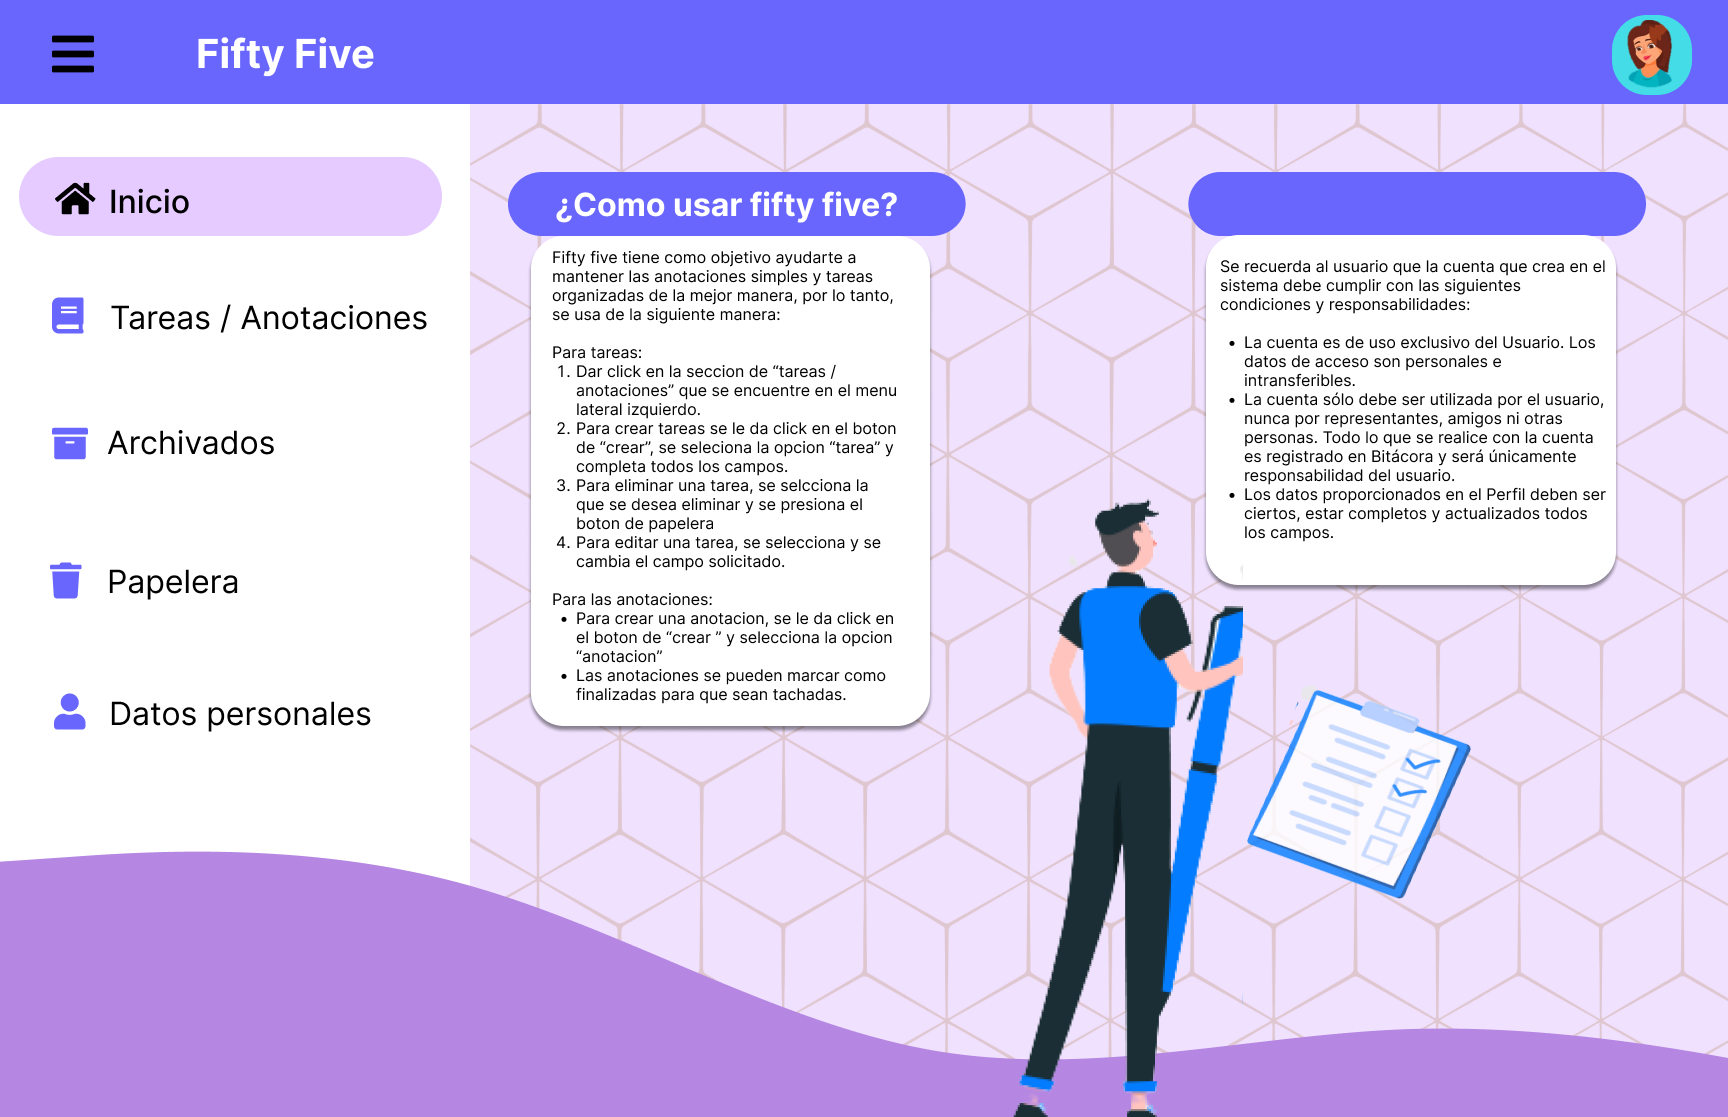 Fifty Five
Inicio
Tareas / Anotaciones
Archivados
Papelera
Datos personales
¿Como usar fifty five?
Fifty five tiene como objetivo ayudarte a
mantener las anotaciones simples y tareas
organizadas de la mejor manera, por lo tanto,
se usa de la siguiente manera:
Para tareas:
1. Dar click en la seccion de “tareas /
anotaciones” que se encuentre en el menu
lateral izquierdo.
2. Para crear tareas se le da click en el boton
de “crear”, se seleciona la opcion “tarea” y
completa todos los campos.
3. Para eliminar una tarea, se selcciona la
que se desea eliminar y se presiona el
boton de papelera
4. Para editar una tarea, se selecciona y se
cambia el campo solicitado.
Para las anotaciones:
• Para crear una anotacion, se le da click en
el boton de “crear ” y selecciona la opcion
“anotacion”
• Las anotaciones se pueden marcar como
finalizadas para que sean tachadas.
Se recuerda al usuario que la cuenta que crea en el
sistema debe cumplir con las siguientes
condiciones y responsabilidades:
• La cuenta es de uso exclusivo del Usuario. Los
datos de acceso son personales e
intransferibles.
• La cuenta sólo debe ser utilizada por el usuario,
nunca por representantes, amigos ni otras
personas. Todo lo que se realice con la cuenta
es registrado en Bitácora y será únicamente
responsabilidad del usuario.
• Los datos proporcionados en el Perfil deben ser
ciertos, estar completos y actualizados todos
los campos.